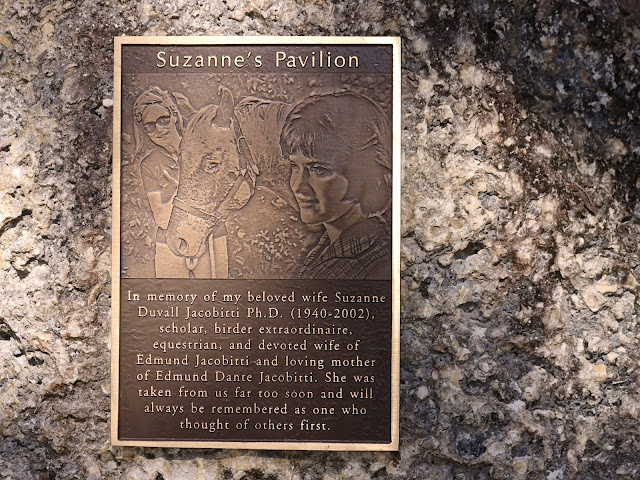 Suzanne's Pavilion
In memory of my beloved wife Suzanne
Duvall Jacobitti Ph.D. (1940-2002),
scholar, birder extraordinaire,
equestrian, and devoted wife of
Edmund Jacobitti and loving mother
of Edmund Dante Jacobitti. She was
taken from us far too soon and will
always be remembered as one who
thought of others first.